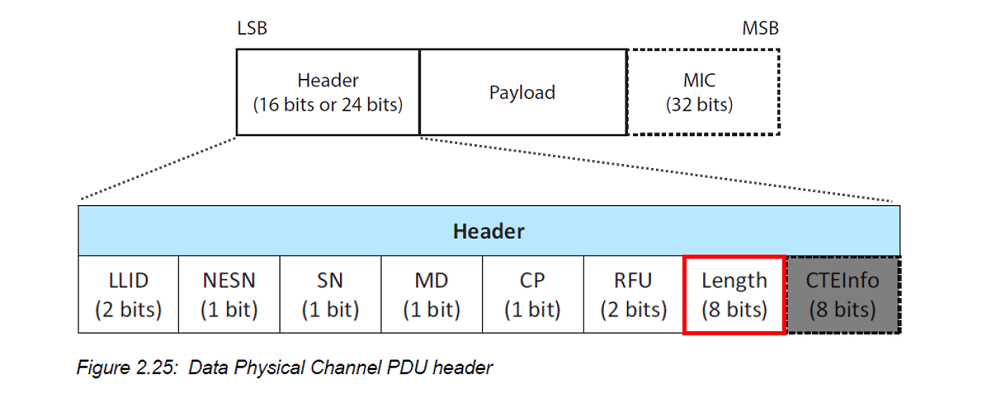 LSB MSB
Header Payload MIC
(16 bits or 24 bits) (32 bits)
Header
LLID NESN SN MD CP RFU Length CTEInfo
(2 bits) (1 bit) (1 bit) (1 bit) (1 bit) (2 bits) (8 bits) (8 bits)
Figure 2.25: Data Physical Channel PDU header